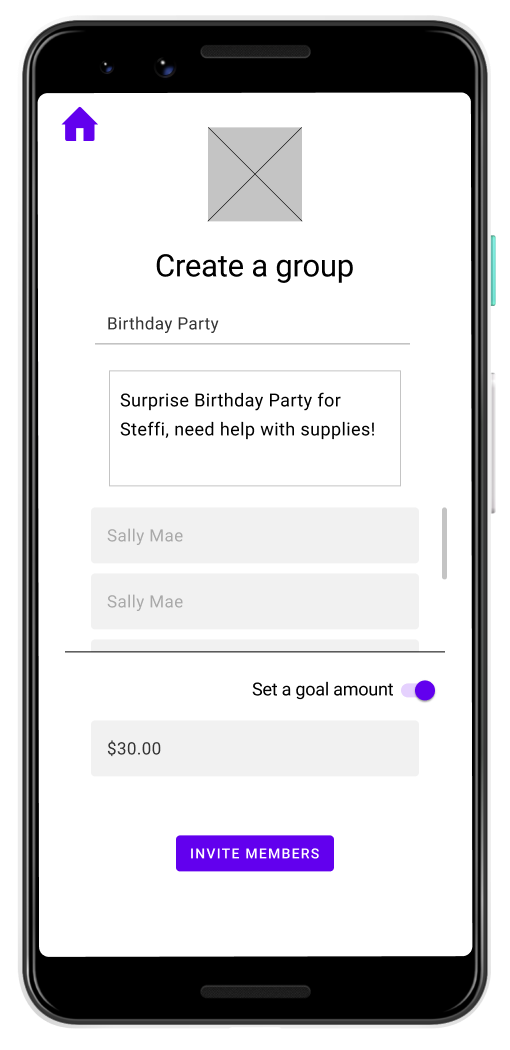 Create a group
Birthday Party
Surprise Birthday Party for
Steffi, need help with supplies!
Sally Mae
Sally Mae
Set a goal amount
$30.00
INVITE MEMBERS